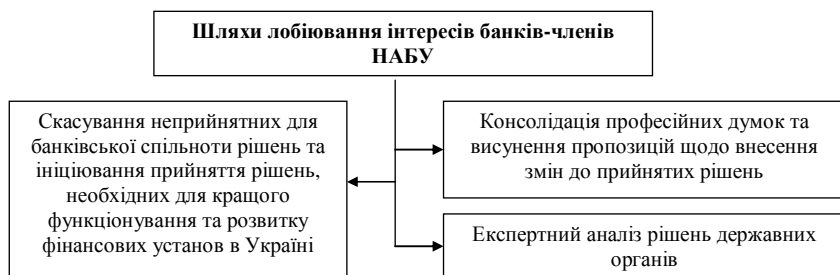 Шляхи лобіювання інтересів банків-членів
НАБУ
Скасування неприйнятних для
банківської спільноти рішень та
ініціювання прийняття рішень,
необхідних для кращого
функціонування та розвитку
фінансових установ в Україні
Консолідація професійних думок та
висунення пропозицій щодо внесення
змін до прийнятих рішень
Експертний аналіз рішень державних
органів